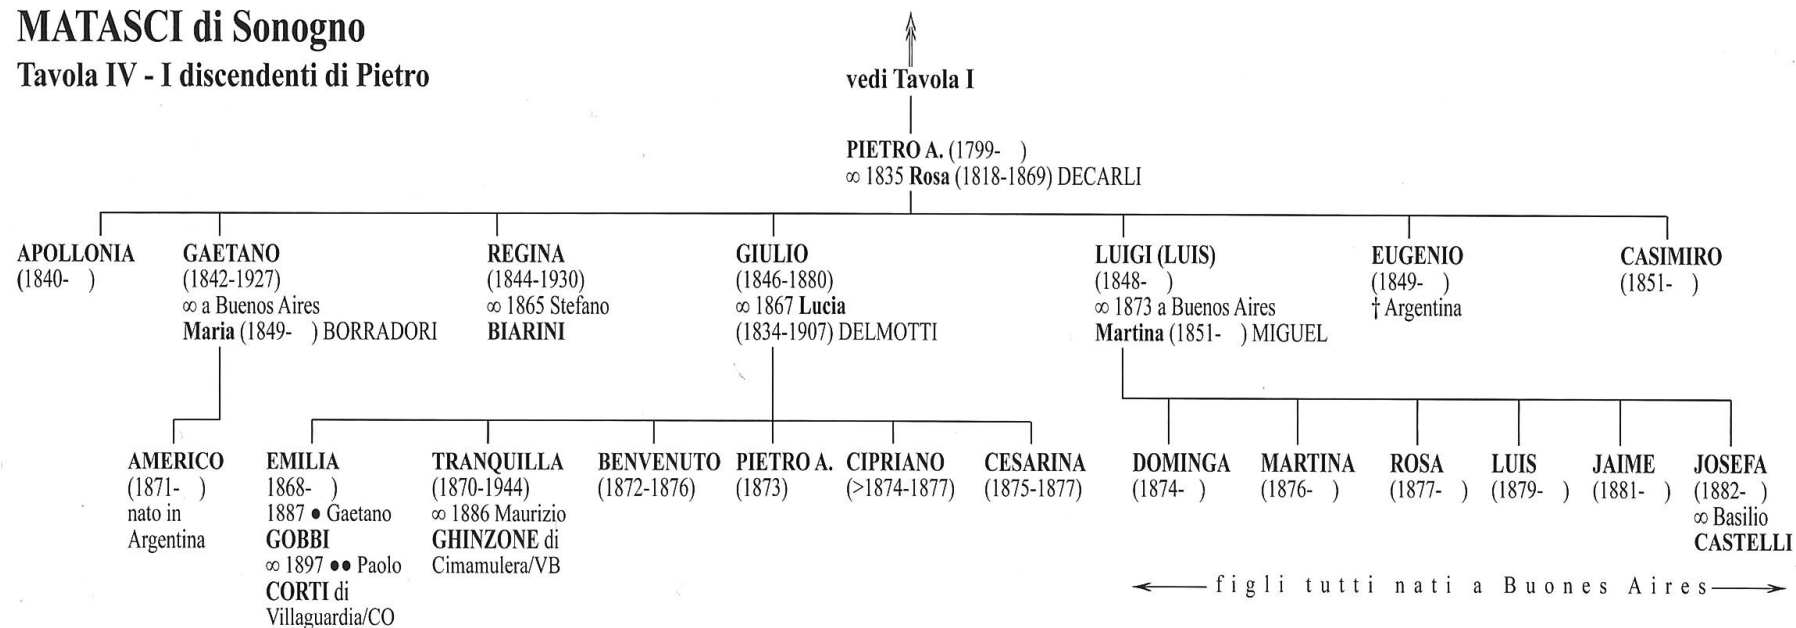 MATASCI di Sonogno
Tavola IV - I discendenti di Pietro
vedi Tavola I
PIETRO A. (1799- )
∞ 1835 Rosa (1818-1869) DECARLI
APOLLONIA
(1840- )
GAETANO
(1842-1927)
∞ a Buenos Aires
Maria (1849- ) BORRADORI
REGINA
(1844-1930)
∞ 1865 Stefano
BIARINI
GIULIO
(1846-1880)
∞ 1867 Lucia
(1834-1907) DELMOTTI
LUIGI (LUIS)
(1848- )
∞ 1873 a Buenos Aires
Martina (1851- ) MIGUEL
EUGENIO
(1849- )
† Argentina
CASIMIRO
(1851- )
AMERICO
(1871- )
nato in
Argentina
EMILIA
1868- )
1887 • Gaetano
GOBBI
∞ 1897 •• Paolo
CORTI di
Villaguardia/CO
TRANQUILLA
(1870-1944)
∞ 1886 Maurizio
GHINZONE di
Cimamulera/VB
BENVENUTO
(1872-1876)
PIETRO A.
(1873)
CIPRIANO
(>1874-1877)
CESARINA
(1875-1877)
DOMINGA
(1874- )
MARTINA
(1876- )
ROSA
(1877- )
LUIS
(1879- )
JAIME
(1881- )
JOSEFA
(1882- )
∞ Basilio
CASTELLI
figli tutti nati a Buones Aires